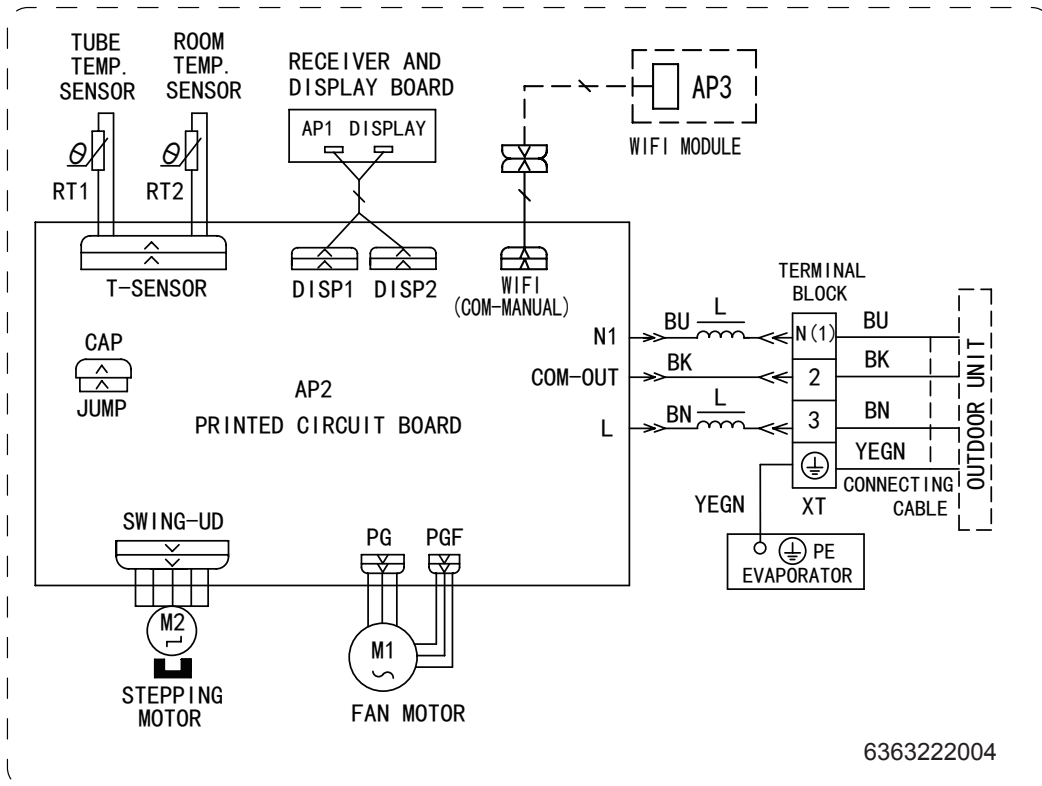 TUBE
TEMP.
SENSOR
ROOM
TEMP.
SENSOR
RECEIVER AND
DISPLAY BOARD
AP1 DISPLAY
AP3
WIFI MODULE
θ
RT1
θ
RT2
T-SENSOR
DISP1 DISP2
WIFI
(COM-MANUAL)
TERMINAL
BLOCK
CAP
JUMP
AP2
PRINTED CIRCUIT BOARD
N1
BU
L
N(1)
BU
COM-OUT
BK
2
BK
L
BN
L
3
BN
YEGN
OUTDOOR UNIT
XT
CONNECTING
CABLE
YEGN
PE
EVAPORATOR
SWING-UD
PG
PGF
M2
STEPPING
MOTOR
M1
FAN MOTOR
6363222004